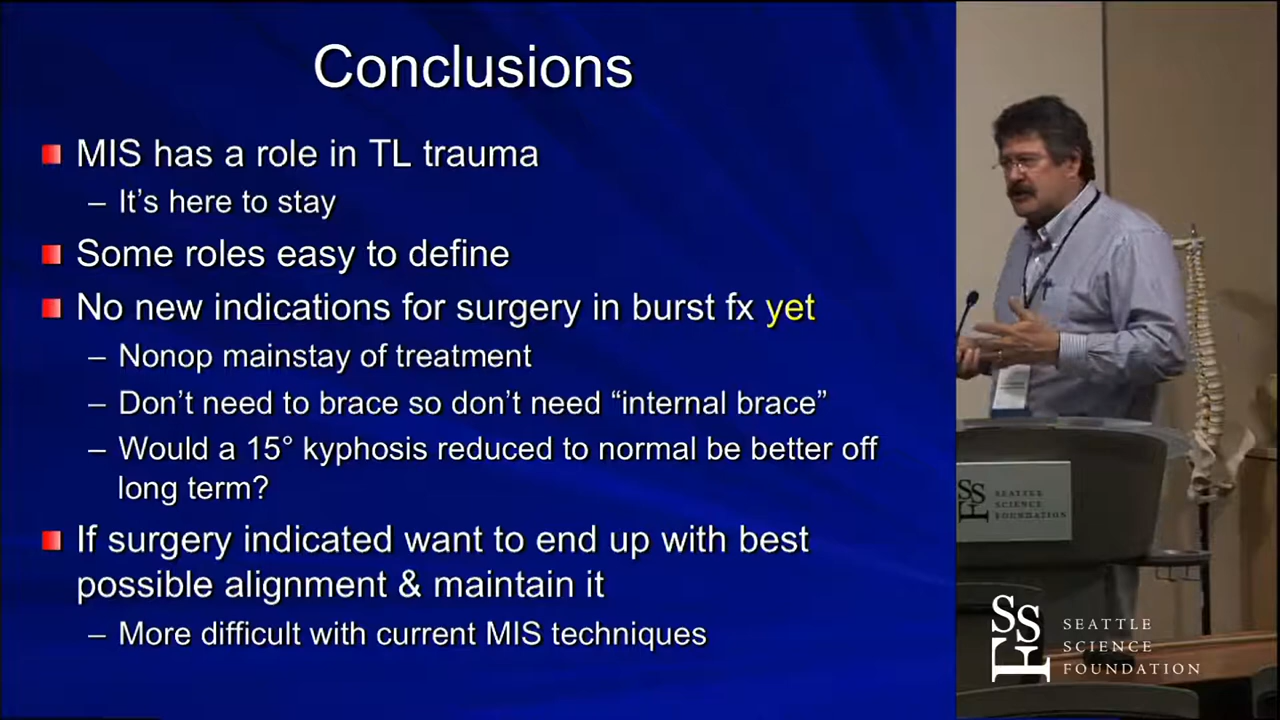 Conclusions
MIS has a role in TL trauma
– It’s here to stay
Some roles easy to define
No new indications for surgery in burst fx yet
– Nonop mainstay of treatment
– Don’t need to brace so don’t need “internal brace”
– Would a 15° kyphosis reduced to normal be better off
long term?
If surgery indicated want to end up with best
possible alignment & maintain it
– More difficult with current MIS techniques
SSF
SEATTLE
SCIENCE
FOUNDATION
SSF
SEATTLE
SCIENCE
FOUNDATION